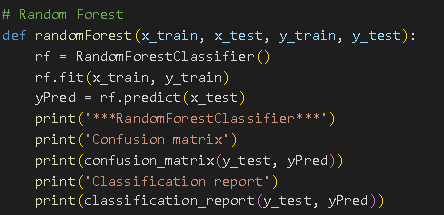 # Random Forest
def randomForest(x_train, x_test, y_train, y_test):
    rf = RandomForestClassifier()
    rf.fit(x_train, y_train)
    yPred = rf.predict(x_test)
    print('***RandomForestClassifier***')
    print('Confusion matrix')
    print(confusion_matrix(y_test, yPred))
    print('Classification report')
    print(classification_report(y_test, yPred))